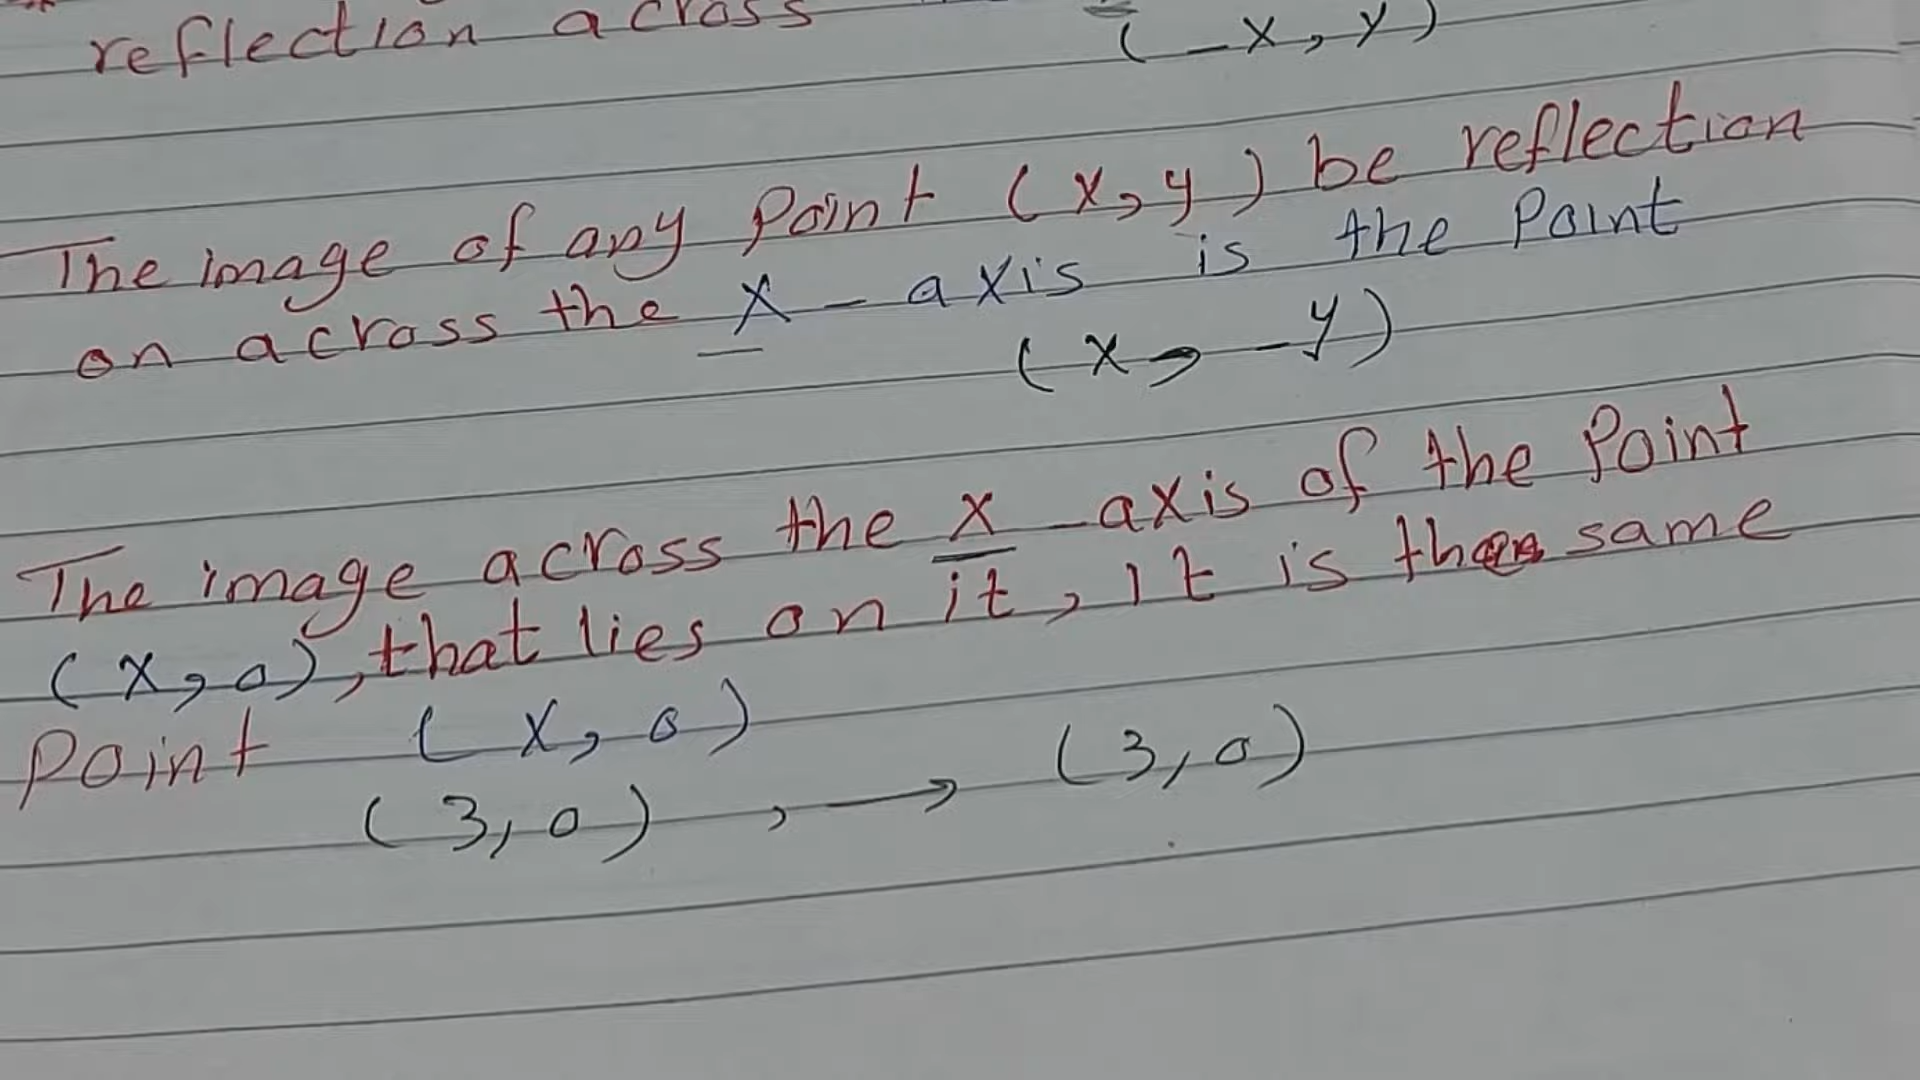 reflection across
(-x, y)
The image of any Point (x, y) be reflection
on across the x - axis is the Point
(x, -y)
The image across the x - axis of the Point
(x, 0), that lies on it, It is the same
Point (x, 0)
(3, 0), → (3, 0)